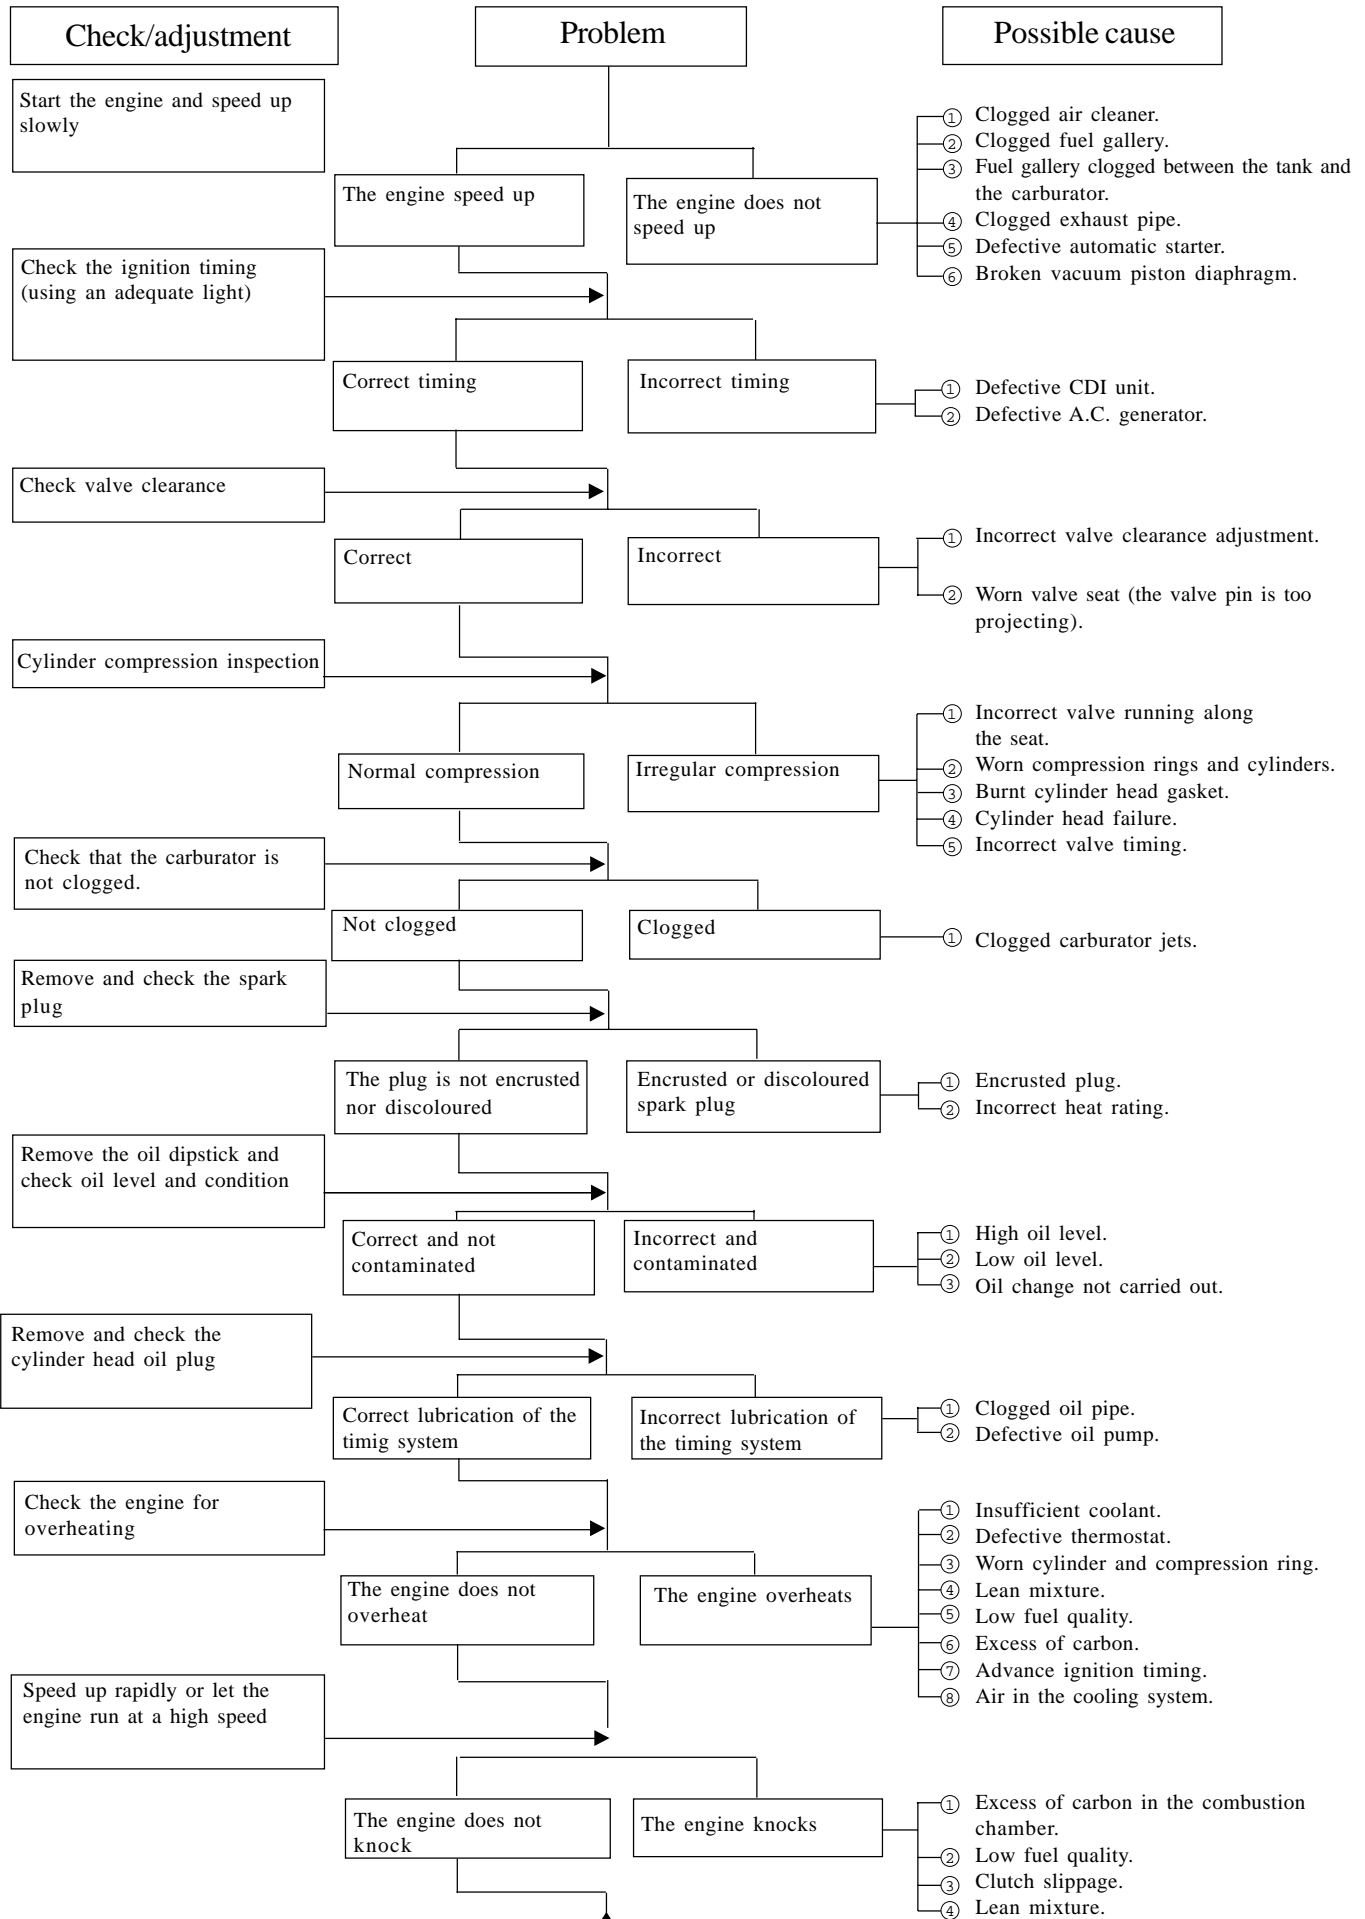 Check/adjustment
Problem
Possible cause
Start the engine and speed up
slowly
The engine speed up
The engine does not
speed up
① Clogged air cleaner.
② Clogged fuel gallery.
③ Fuel gallery clogged between the tank and
the carburator.
④ Clogged exhaust pipe.
⑤ Defective automatic starter.
⑥ Broken vacuum piston diaphragm.
Check the ignition timing
(using an adequate light)
Correct timing
Incorrect timing
① Defective CDI unit.
② Defective A.C. generator.
Check valve clearance
Correct
Incorrect
① Incorrect valve clearance adjustment.
② Worn valve seat (the valve pin is too
projecting).
Cylinder compression inspection
Normal compression
Irregular compression
① Incorrect valve running along
the seat.
② Worn compression rings and cylinders.
③ Burnt cylinder head gasket.
④ Cylinder head failure.
⑤ Incorrect valve timing.
Check that the carburator is
not clogged.
Not clogged
Clogged
① Clogged carburator jets.
Remove and check the spark
plug
The plug is not encrusted
nor discoloured
Encrusted or discoloured
spark plug
① Encrusted plug.
② Incorrect heat rating.
Remove the oil dipstick and
check oil level and condition
Correct and not
contaminated
Incorrect and
contaminated
① High oil level.
② Low oil level.
③ Oil change not carried out.
Remove and check the
cylinder head oil plug
Correct lubrication of the
timig system
Incorrect lubrication of
the timing system
① Clogged oil pipe.
② Defective oil pump.
Check the engine for
overheating
The engine does not
overheat
The engine overheats
① Insufficient coolant.
② Defective thermostat.
③ Worn cylinder and compression ring.
④ Lean mixture.
⑤ Low fuel quality.
⑥ Excess of carbon.
⑦ Advance ignition timing.
⑧ Air in the cooling system.
Speed up rapidly or let the
engine run at a high speed
The engine does not
knock
The engine knocks
① Excess of carbon in the combustion
chamber.
② Low fuel quality.
③ Clutch slippage.
④ Lean mixture.